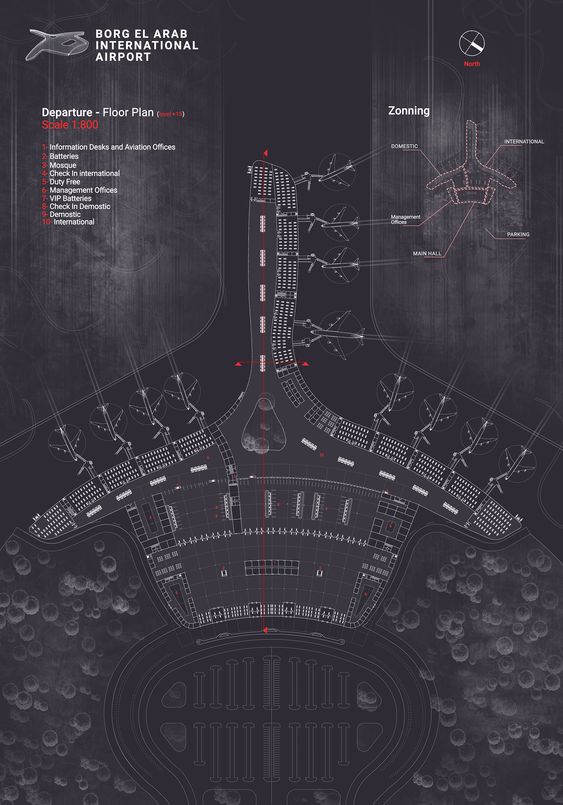 BORG EL ARAB
INTERNATIONAL
AIRPORT
North
Departure - Floor Plan (level +15)
Scale 1:800
1- Information Desks and Aviation Offices
2- Batteries
3- Mosque
4- Check In international
5- Duty Free
6- Management Offices
7- VIP Batteries
8- Check In Demostic
9- Demostic
10- International
Zonning
DOMESTIC
INTERNATIONAL
Management
Offices
PARKING
MAIN HALL